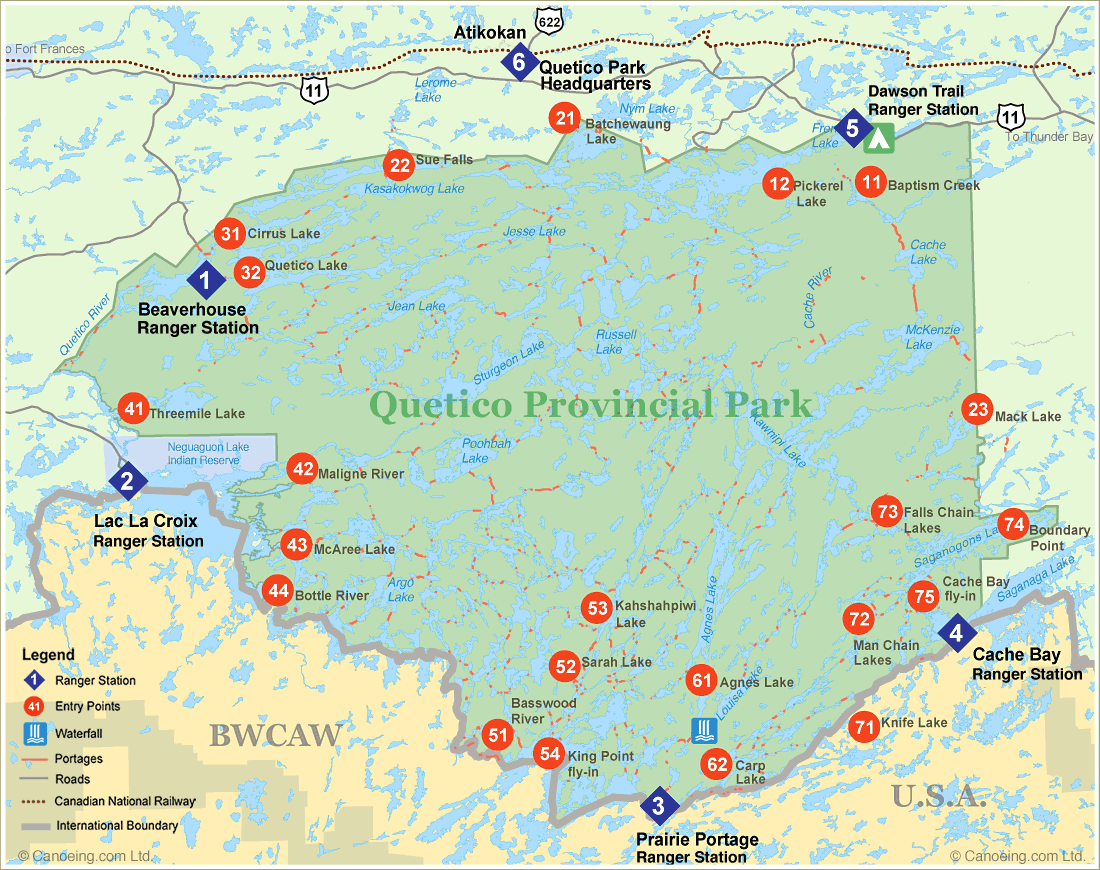 622
Atikokan
o Fort Frances
6
Quetico Park
Headquarters
11
Lerome
Lake
Nym Lake
Dawson Trail
Ranger Station
11
To Thunder Bay
21
Batchewaung
Lake
5
22
Sue Falls
Kasakokwog Lake
12
Pickerel
Lake
11
Baptism Creek
31
Cirrus Lake
Jesse Lake
Cache
Lake
32
Quetico Lake
1
Beaverhouse
Ranger Station
Jean Lake
Cache River
Quetico River
Russell
Lake
McKenzie
Lake
Sturgeon Lake
Quetico Provincial Park
41
Threemile Lake
23
Mack Lake
Kawnipi Lake
Neguaguon Lake
Indian Reserve
Poohbah
Lake
42
Maligne River
2
Lac La Croix
Ranger Station
73
Falls Chain
Lakes
74
Boundary
Point
Saganogons
43
McAree Lake
Saganaga Lake
44
Bottle River
Argo
Lake
Agnes Lake
Cache Bay
fly-in
75
53
Kahshahpiwi
Lake
72
Man Chain
Lakes
4
Cache Bay
Ranger Station
52
Sarah Lake
61
Agnes Lake
Louisa Lake
Basswood
River
51
71
Knife Lake
54
King Point
fly-in
62
Carp
Lake
BWCAW
U.S.A.
3
Prairie Portage
Ranger Station
Legend
1
Ranger Station
41
Entry Points
Waterfall
Portages
Roads
Canadian National Railway
International Boundary
© Canoeing.com Ltd.
© Canoeing.com Ltd.